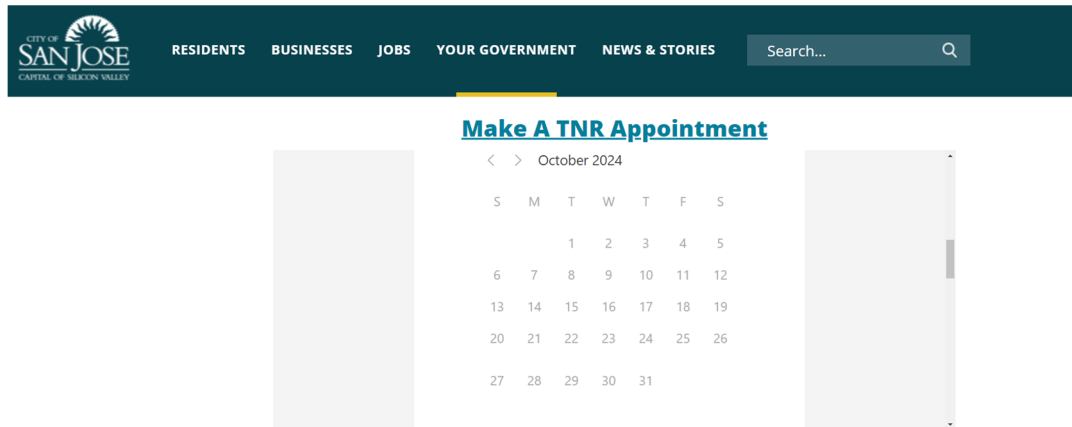 CITY OF
SAN JOSE
CAPITAL OF SILICON VALLEY
RESIDENTS BUSINESSES JOBS YOUR GOVERNMENT NEWS & STORIES Search...
Make A TNR Appointment
October 2024
S M T W T F S
1 2 3 4 5
6 7 8 9 10 11 12
13 14 15 16 17 18 19
20 21 22 23 24 25 26
27 28 29 30 31